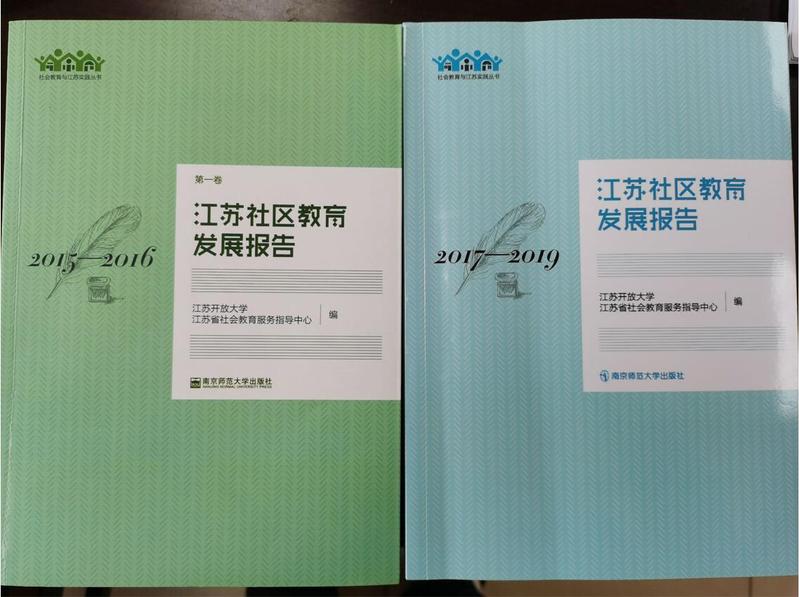 社会教育与江苏实践丛书
第一卷
江苏社区教育
发展报告
2015—2016
江苏开放大学
江苏省社会教育服务指导中心
编
南京师范大学出版社
NANJING NORMAL UNIVERSITY PRESS
社会教育与江苏实践丛书
江苏社区教育
发展报告
2017—2019
江苏开放大学
江苏省社会教育服务指导中心
编
南京师范大学出版社